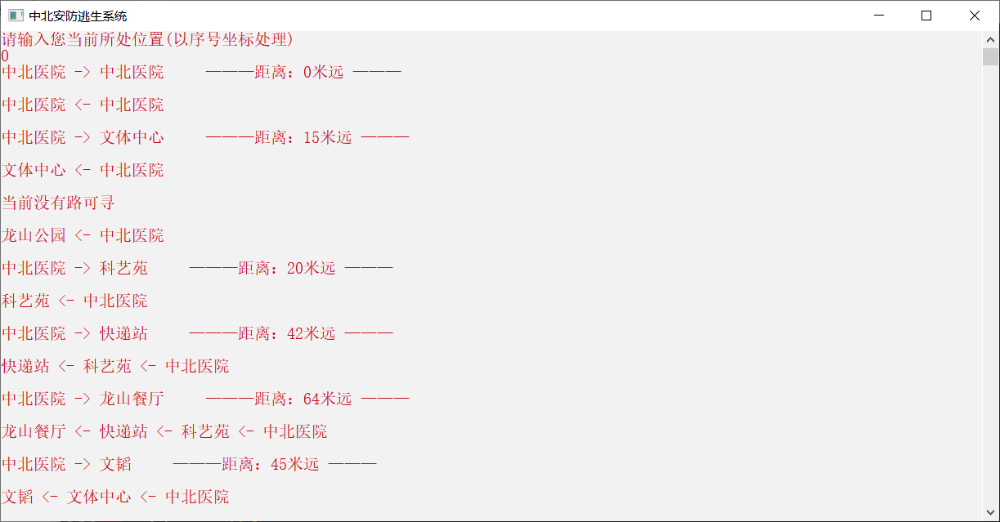 中北安防逃生系统
请输入您当前所处位置(以序号坐标处理)
0
中北医院 -> 中北医院 ———距离：0米远 ———
中北医院 <- 中北医院
中北医院 -> 文体中心 ———距离：15米远 ———
文体中心 <- 中北医院
当前没有路可寻
龙山公园 <- 中北医院
中北医院 -> 科艺苑 ———距离：20米远 ———
科艺苑 <- 中北医院
中北医院 -> 快递站 ———距离：42米远 ———
快递站 <- 科艺苑 <- 中北医院
中北医院 -> 龙山餐厅 ———距离：64米远 ———
龙山餐厅 <- 快递站 <- 科艺苑 <- 中北医院
中北医院 -> 文韬 ———距离：45米远 ———
文韬 <- 文体中心 <- 中北医院